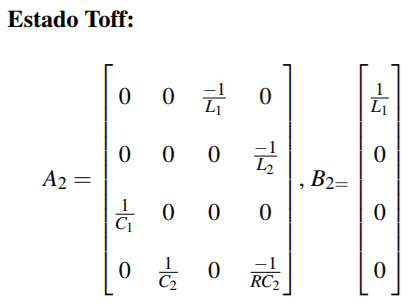 Estado Toff:
A₂ = [ 0 0 −1/L₁ 0 ; 0 0 0 −1/L₂ ; 1/C₁ 0 0 0 ; 0 1/C₂ 0 −1/RC₂ ] , B₂₌ [ 1/L₁ ; 0 ; 0 ; 0 ]